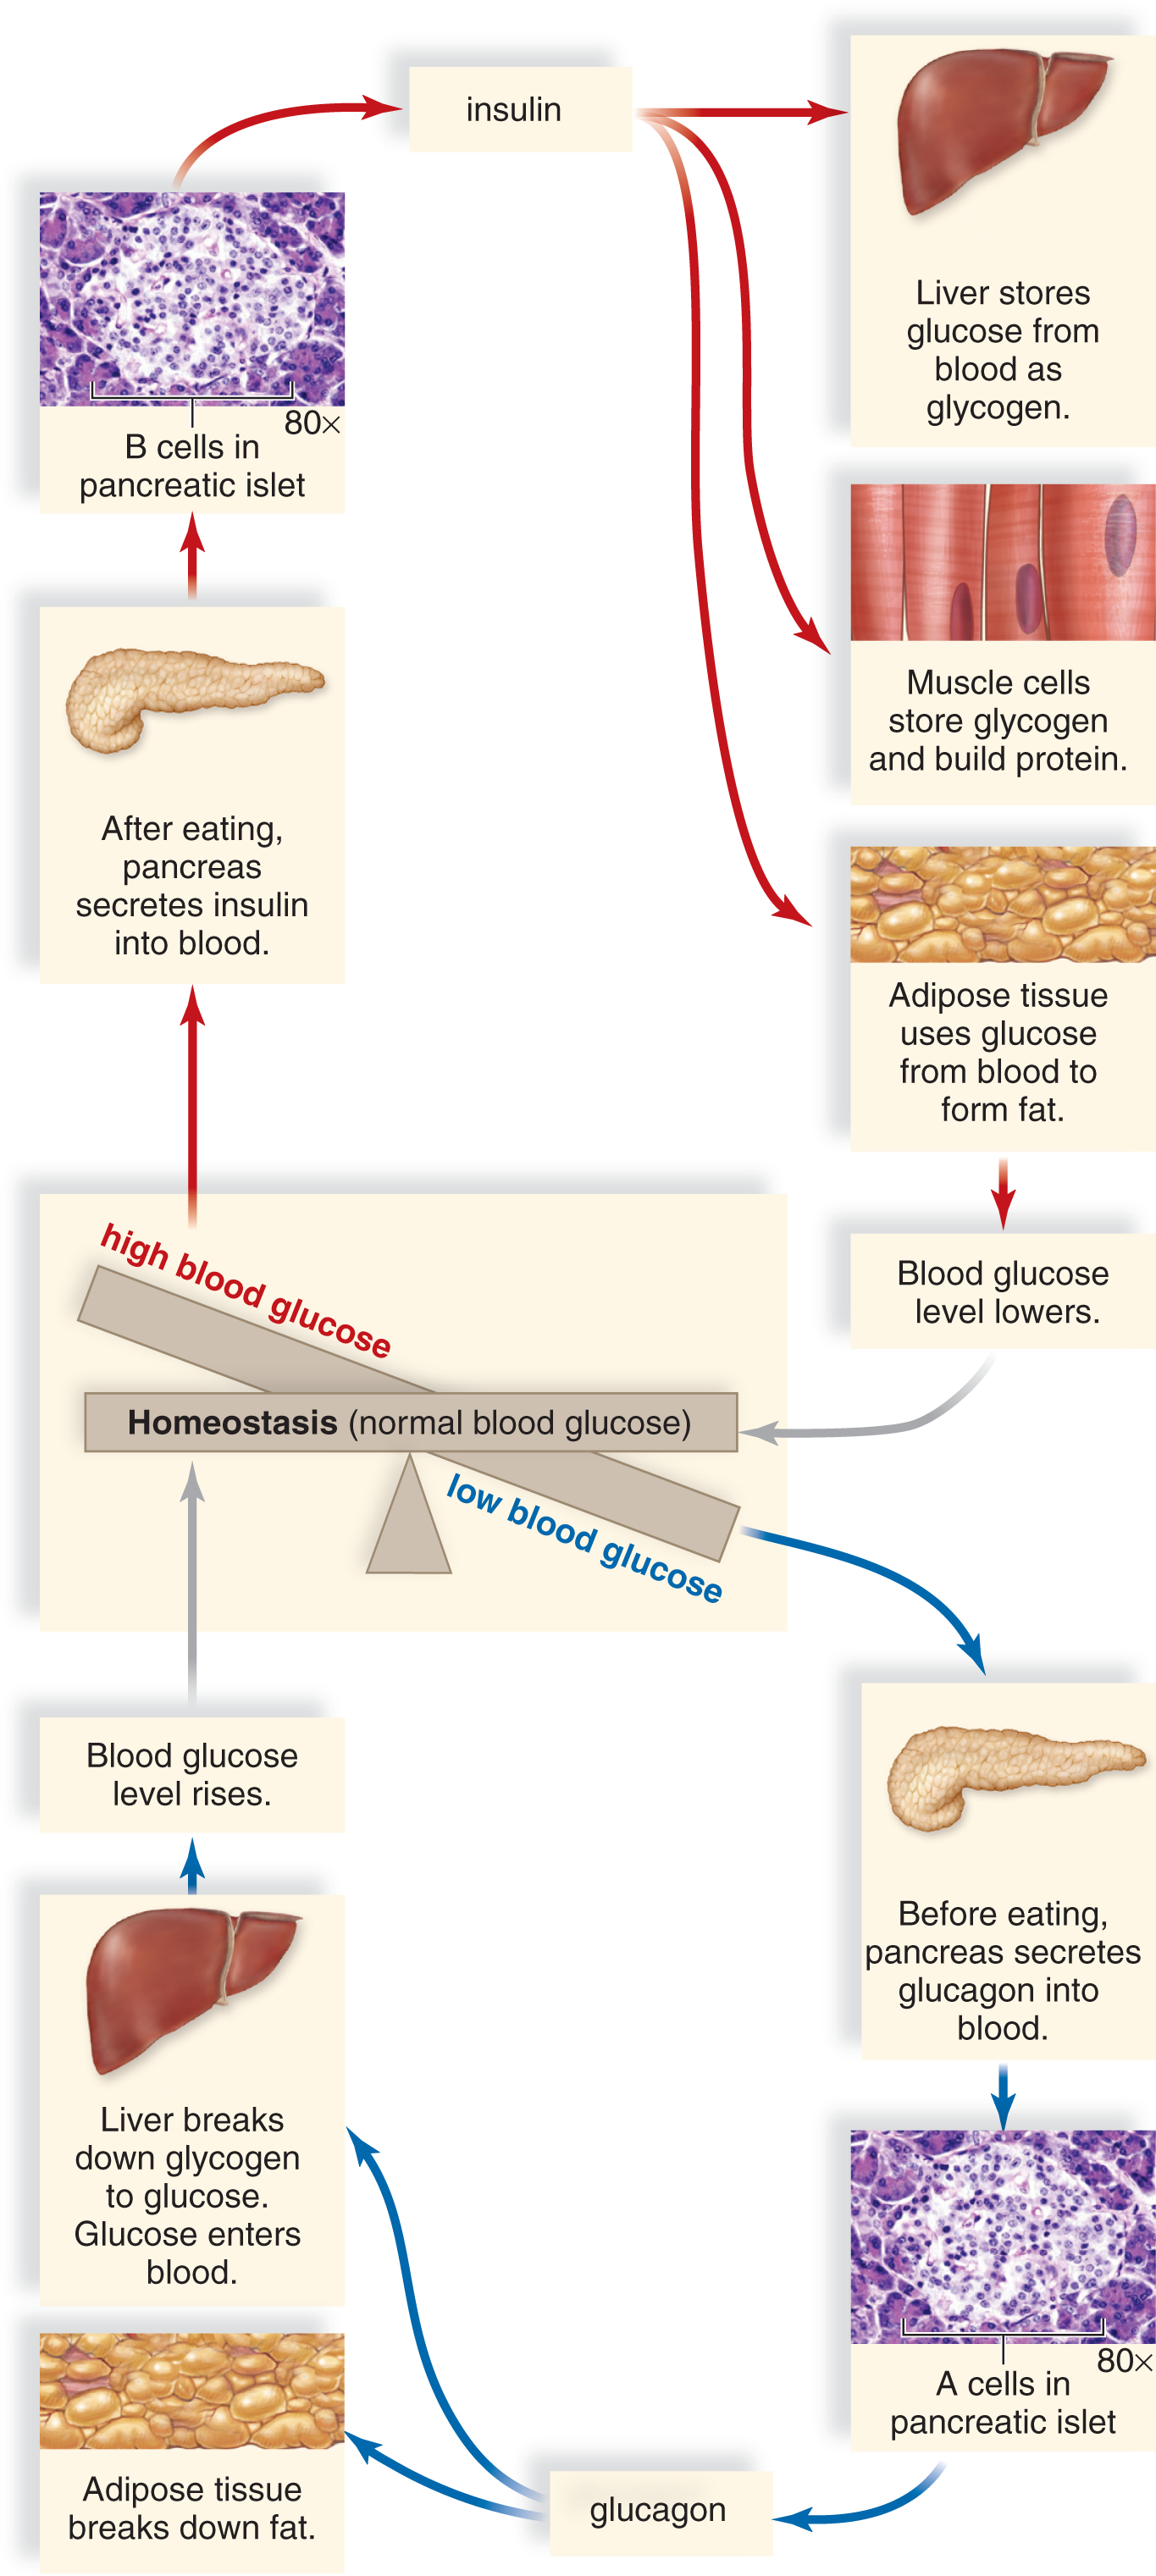 insulin
Liver stores
glucose from
blood as
glycogen.
80×
B cells in
pancreatic islet
Muscle cells
store glycogen
and build protein.
After eating,
pancreas
secretes insulin
into blood.
Adipose tissue
uses glucose
from blood to
form fat.
high blood glucose
Blood glucose
level lowers.
Homeostasis (normal blood glucose)
low blood glucose
Blood glucose
level rises.
Before eating,
pancreas secretes
glucagon into
blood.
Liver breaks
down glycogen
to glucose.
Glucose enters
blood.
80×
A cells in
pancreatic islet
Adipose tissue
breaks down fat.
glucagon